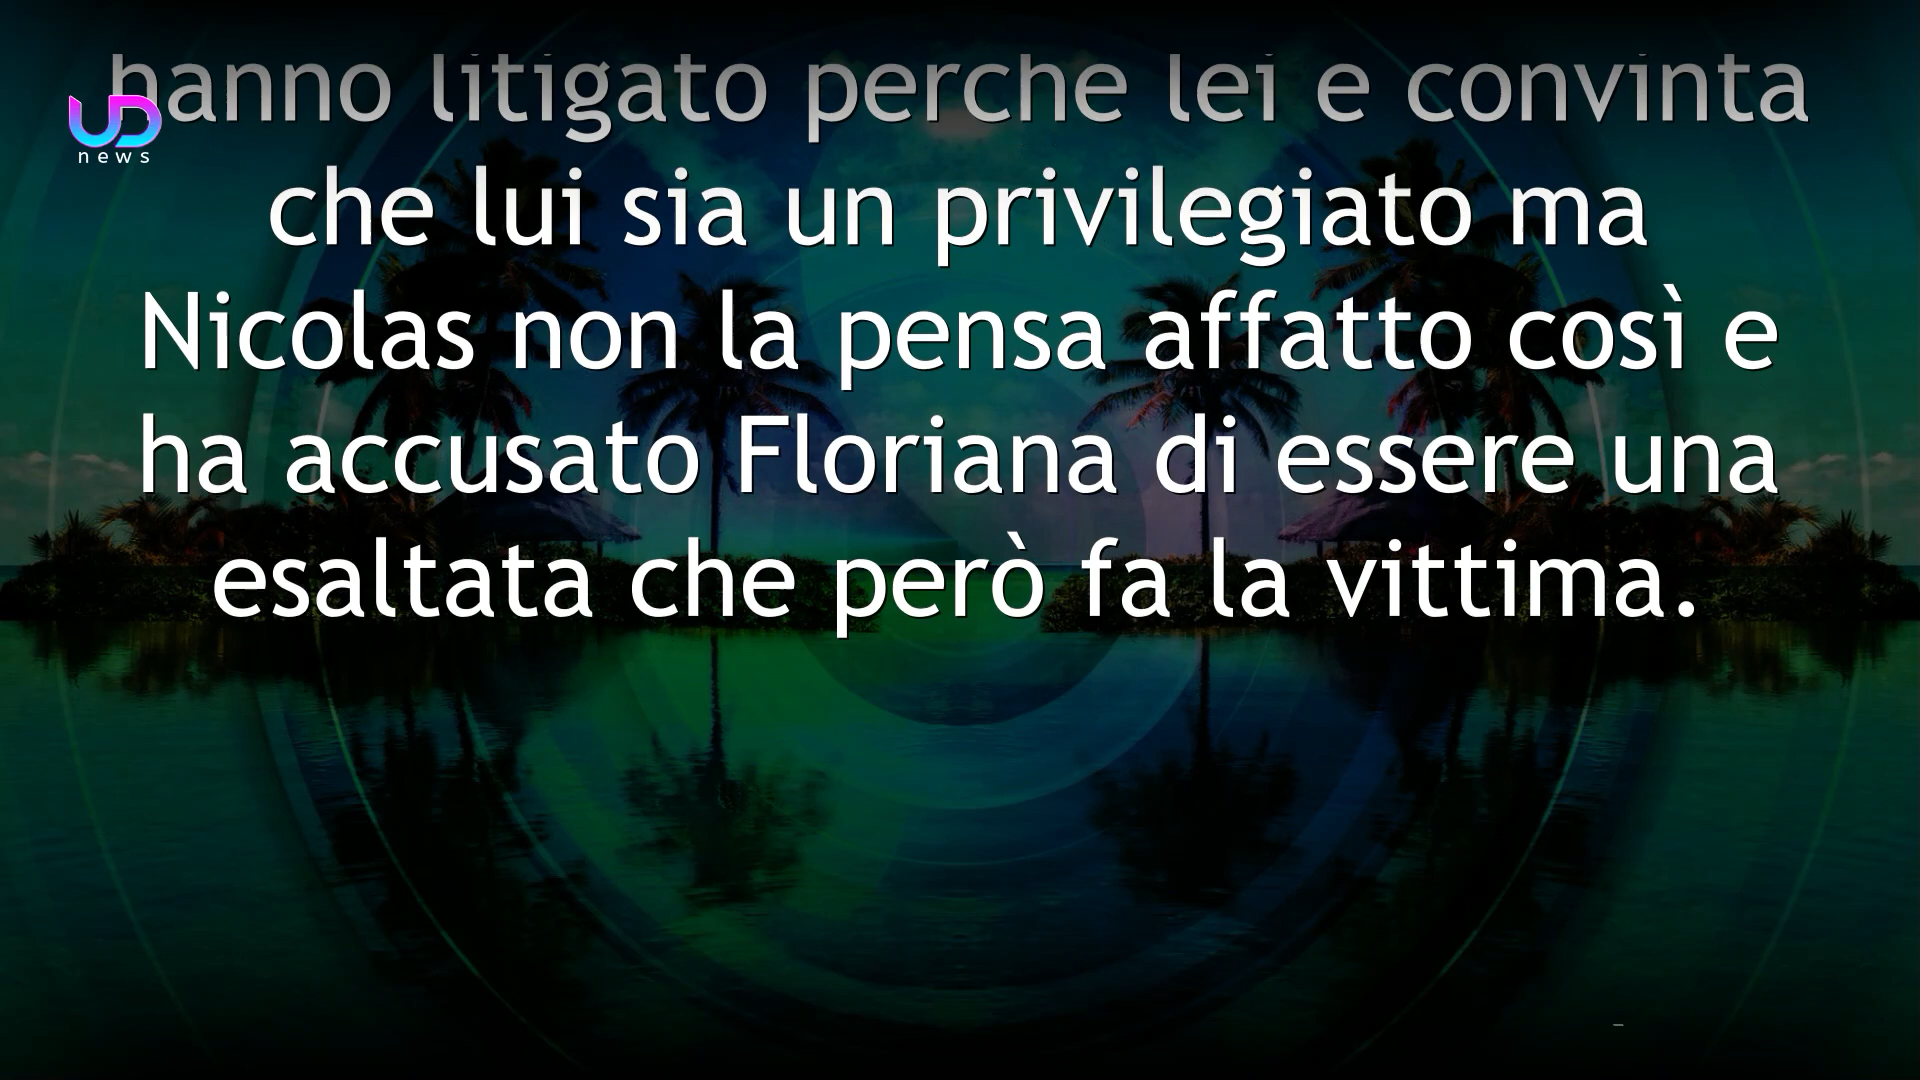 hanno litigato perche lei e convinta
UD
news
che lui sia un privilegiato ma
Nicolas non la pensa affatto così e
ha accusato Floriana di essere una
esaltata che però fa la vittima.